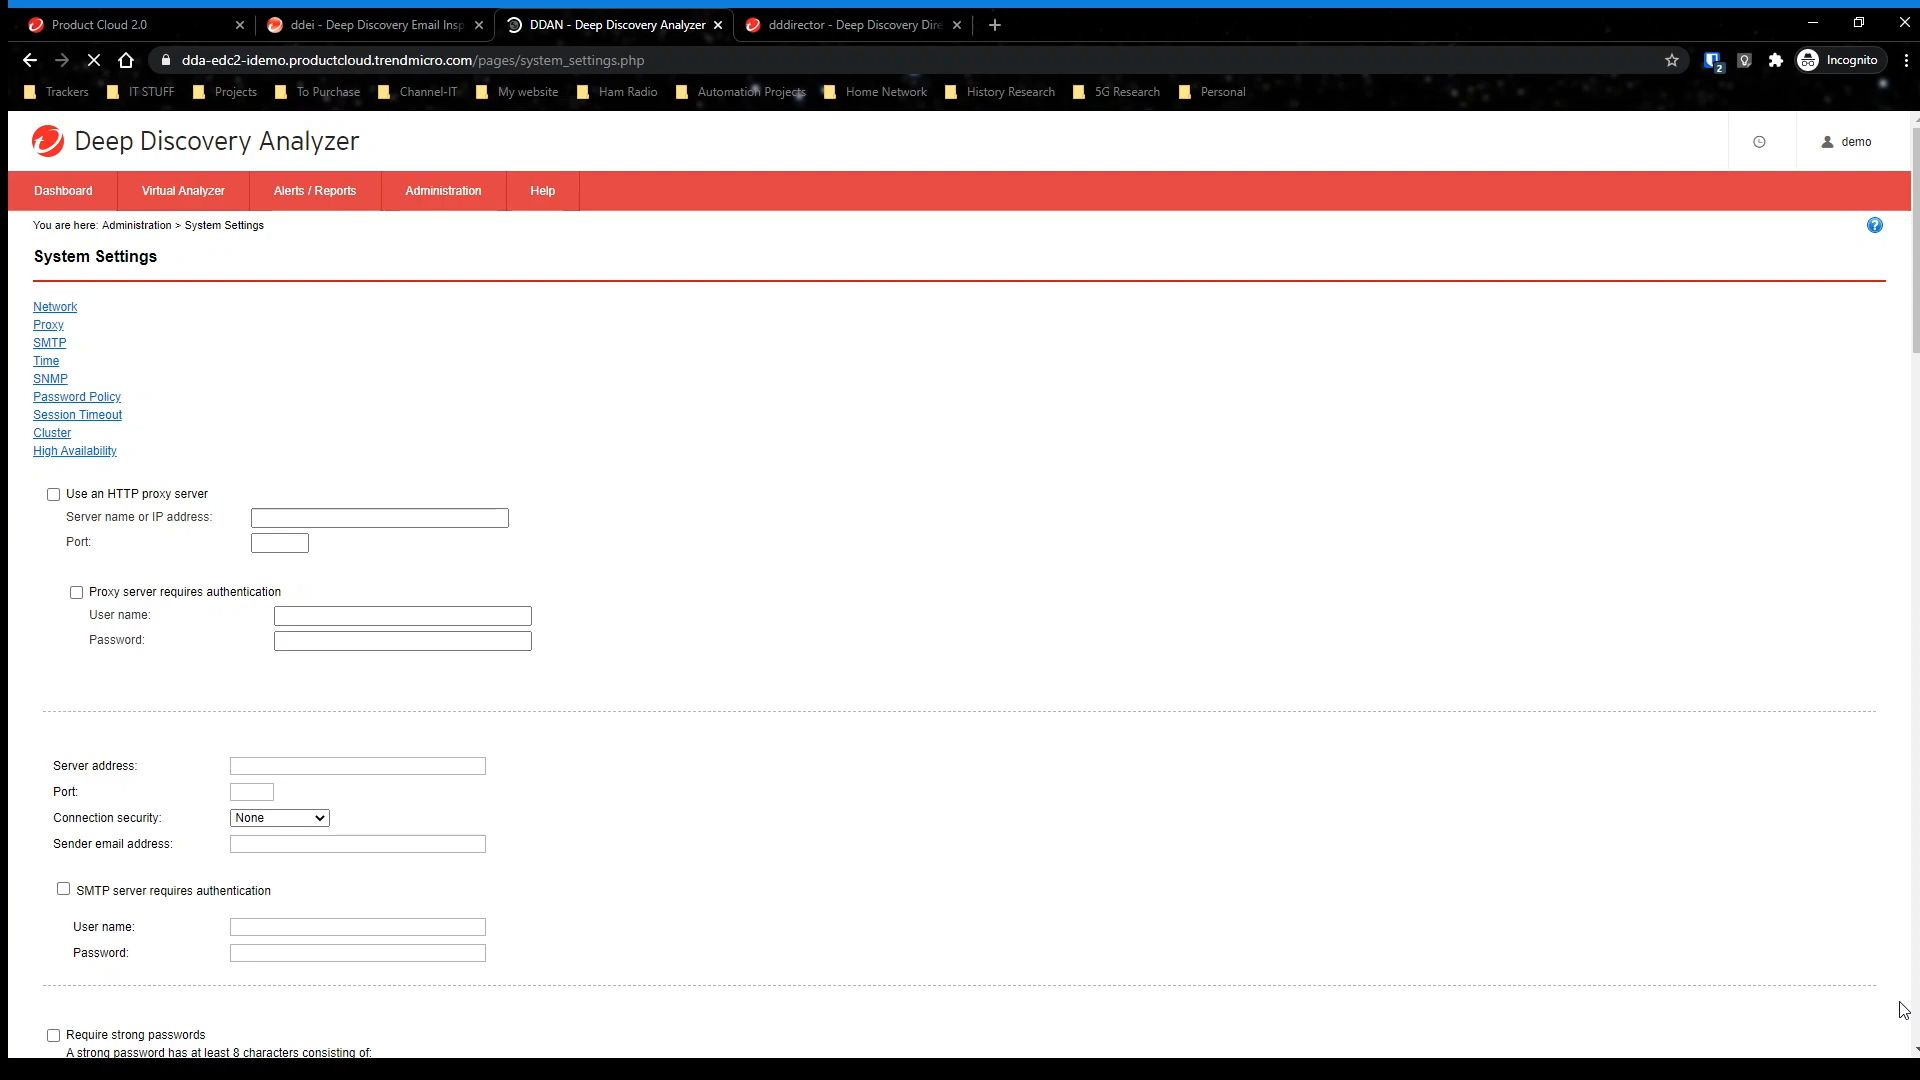 Product Cloud 2.0
ddei - Deep Discovery Email Insp
DDAN - Deep Discovery Analyzer
dddirector - Deep Discovery Dire
dda-edc2-idemo.productcloud.trendmicro.com/pages/system_settings.php
2
Incognito
Trackers
IT STUFF
Projects
To Purchase
Channel-IT
My website
Ham Radio
Automation Projects
Home Network
History Research
5G Research
Personal
Deep Discovery Analyzer
demo
Dashboard
Virtual Analyzer
Alerts / Reports
Administration
Help
You are here: Administration > System Settings
?
System Settings
Network
Proxy
SMTP
Time
SNMP
Password Policy
Session Timeout
Cluster
High Availability
Use an HTTP proxy server
Server name or IP address:
Port:
Proxy server requires authentication
User name:
Password:
Server address:
Port:
Connection security: None
Sender email address:
SMTP server requires authentication
User name:
Password:
Require strong passwords
A strong password has at least 8 characters consisting of: